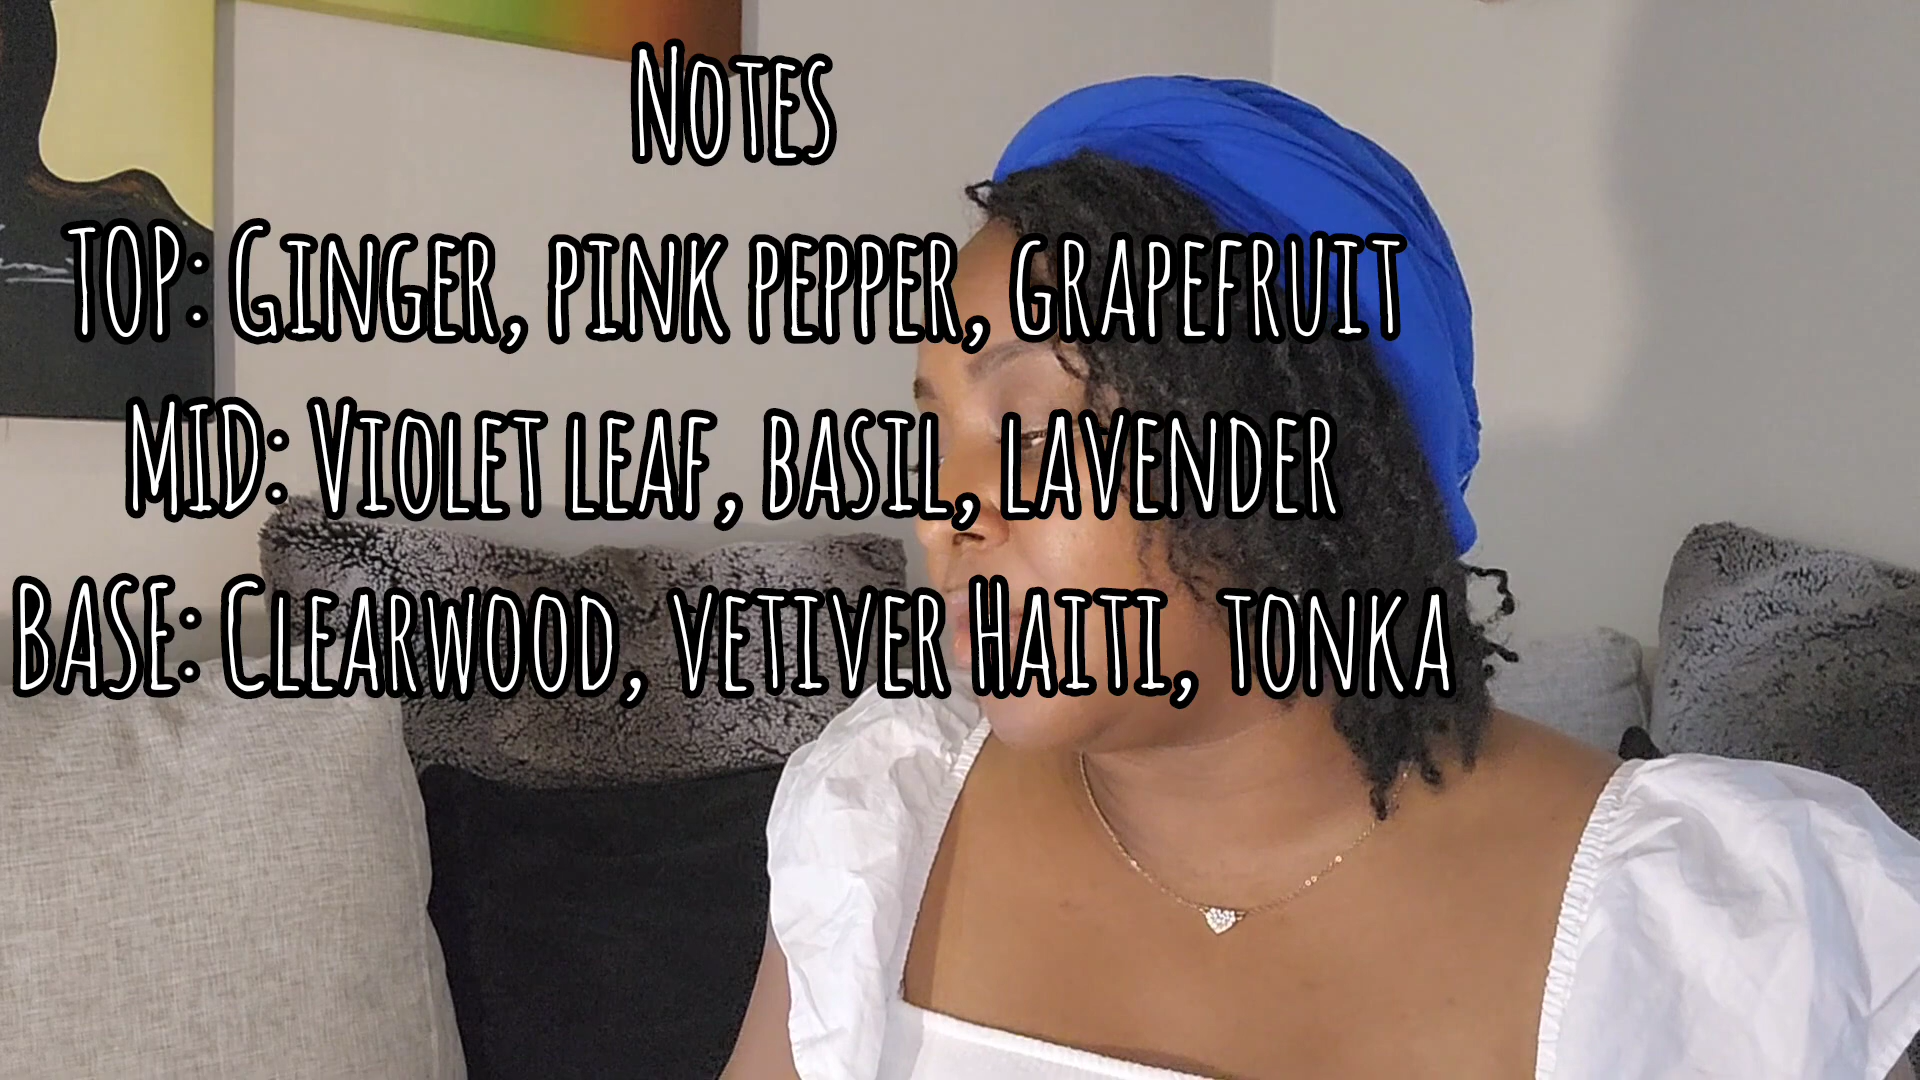 Notes
TOP: Ginger, pink pepper, grapefruit
MID: Violet leaf, basil, lavender
BASE: Clearwood, vetiver Haiti, tonka